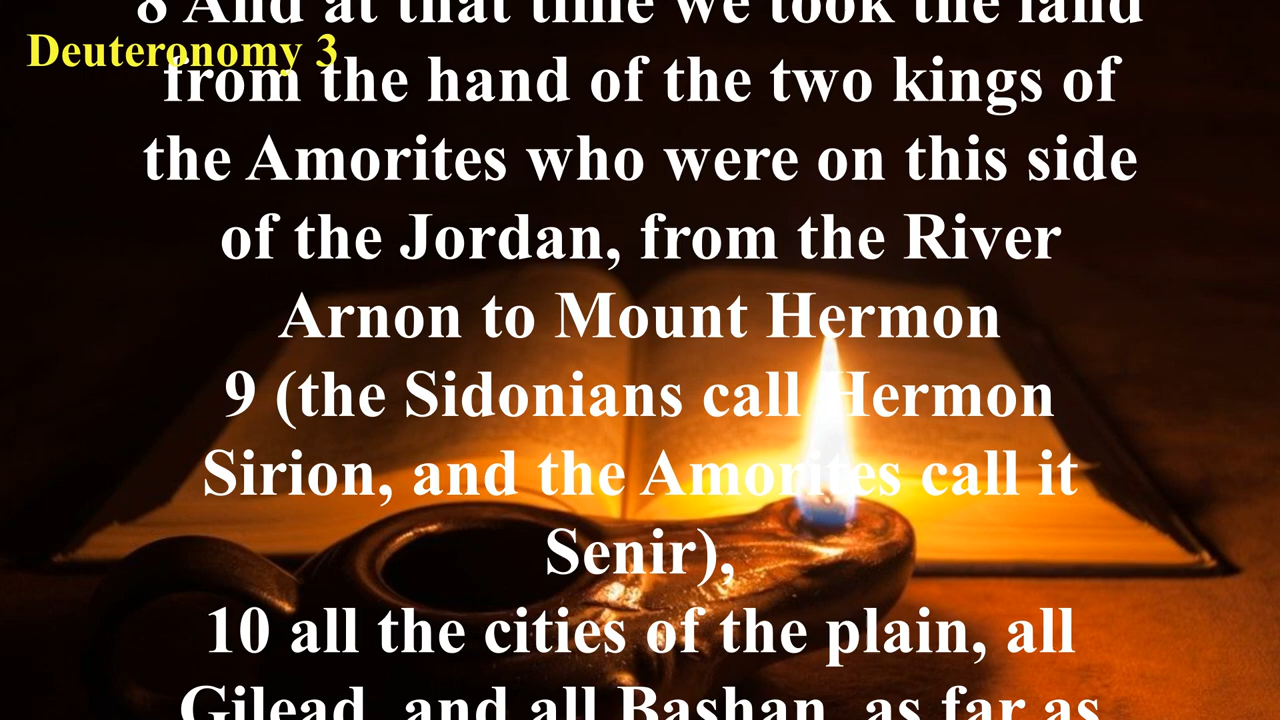 8 And at that time we took the land
Deuteronomy 3
from the hand of the two kings of
the Amorites who were on this side
of the Jordan, from the River
Arnon to Mount Hermon
9 (the Sidonians call Hermon
Sirion, and the Amorites call it
Senir),
10 all the cities of the plain, all
Gilead, and all Bashan, as far as